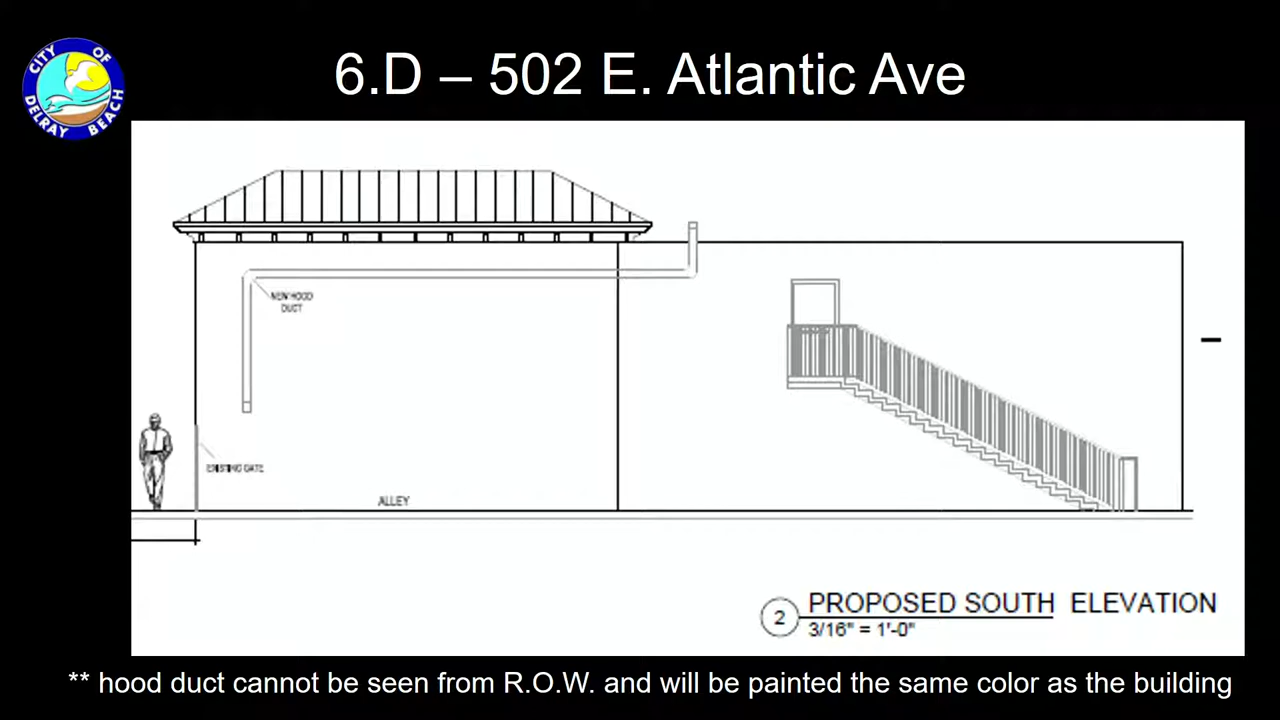 CITY OF
DELRAY BEACH
6.D – 502 E. Atlantic Ave
NEW HOOD
DUCT
EXISTING GATE
ALLEY
2
PROPOSED SOUTH ELEVATION
3/16" = 1'-0"
** hood duct cannot be seen from R.O.W. and will be painted the same color as the building